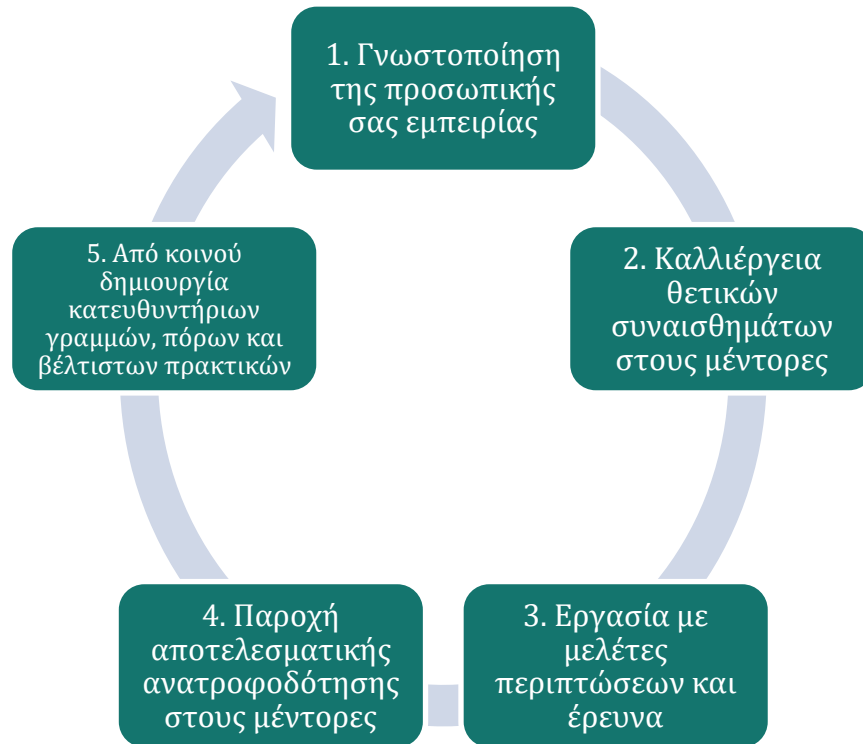 1. Γνωστοποίηση
της προσωπικής
σας εμπειρίας
2. Καλλιέργεια
θετικών
συναισθημάτων
στους μέντορες
3. Εργασία με
μελέτες
περιπτώσεων και
έρευνα
4. Παροχή
αποτελεσματικής
ανατροφοδότησης
στους μέντορες
5. Από κοινού
δημιουργία
κατευθυντήριων
γραμμών, πόρων και
βέλτιστων πρακτικών